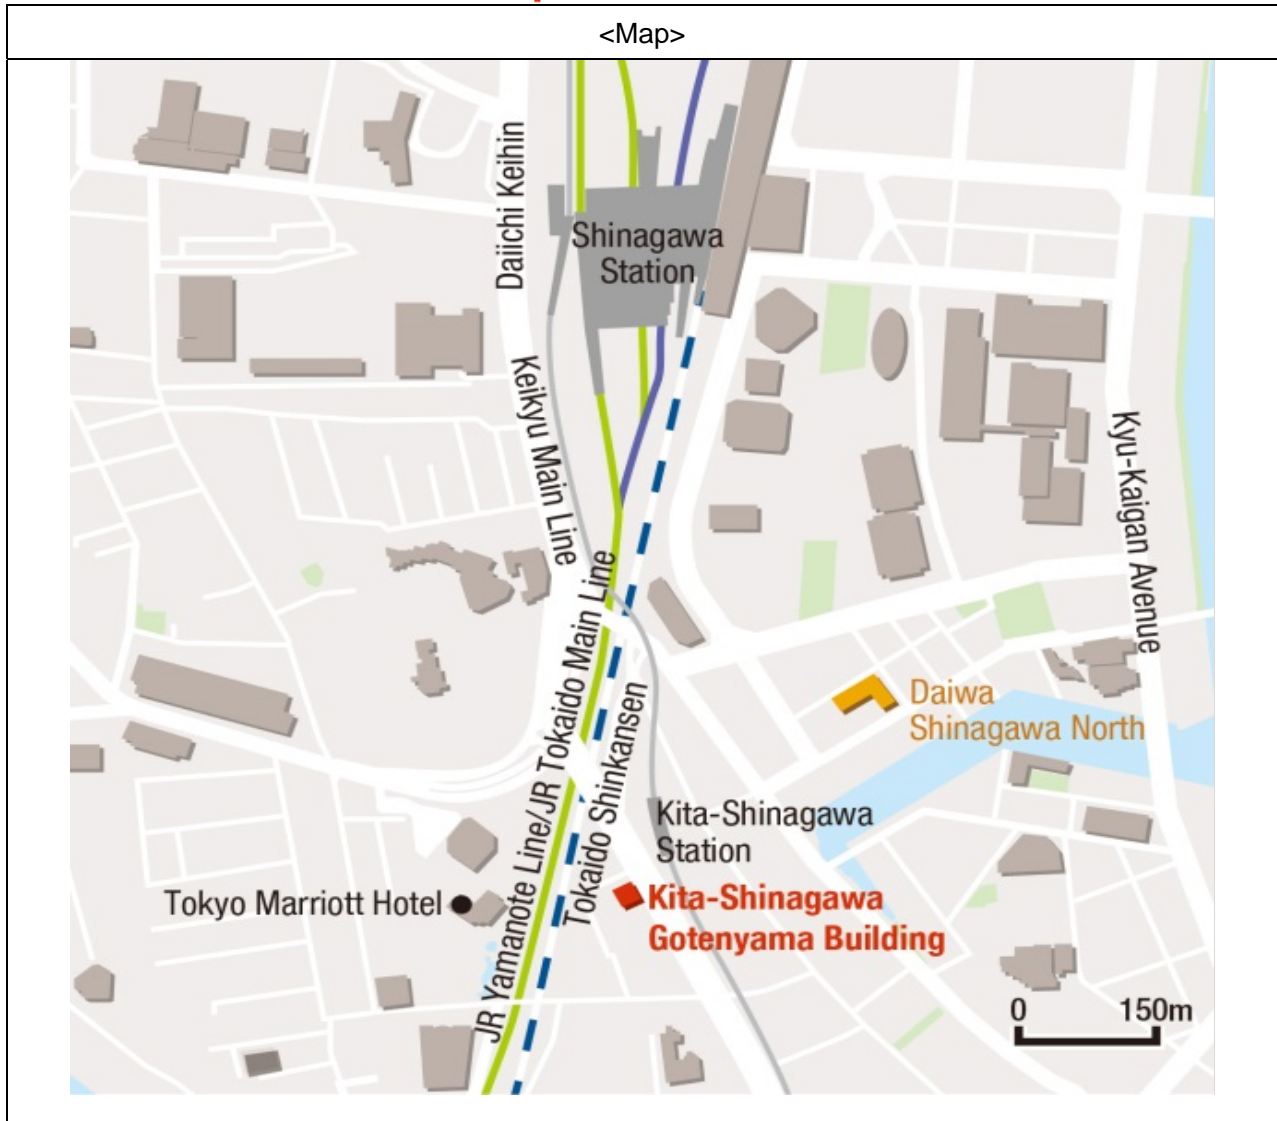 <Map>
Daiichi Keihin
Shinagawa
Station
Keikyu Main Line
Kyu-Kaigan Avenue
JR Yamanote Line/JR Tokaido Main Line
Tokaido Shinkansen
Daiwa
Shinagawa North
Kita-Shinagawa
Station
Tokyo Marriott Hotel
Kita-Shinagawa
Gotenyama Building
0 150m